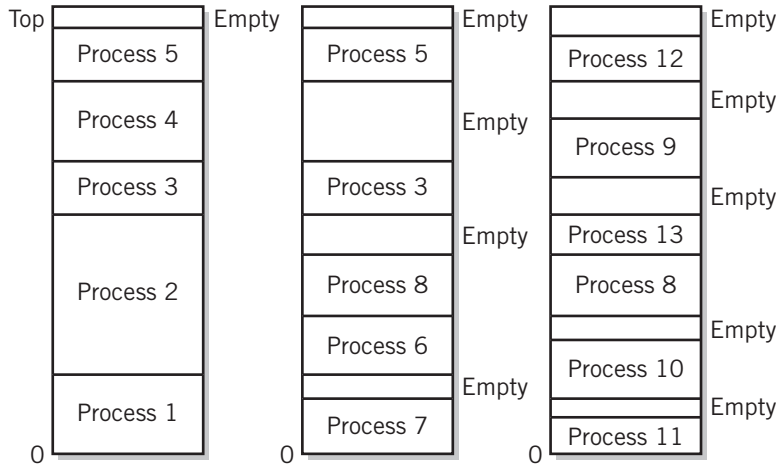 Top
Empty
Process 5
Process 4
Process 3
Process 2
Process 1
0
Empty
Process 5
Empty
Process 3
Empty
Process 8
Process 6
Empty
Process 7
0
Empty
Process 12
Empty
Process 9
Empty
Process 13
Process 8
Empty
Process 10
Empty
Process 11
0